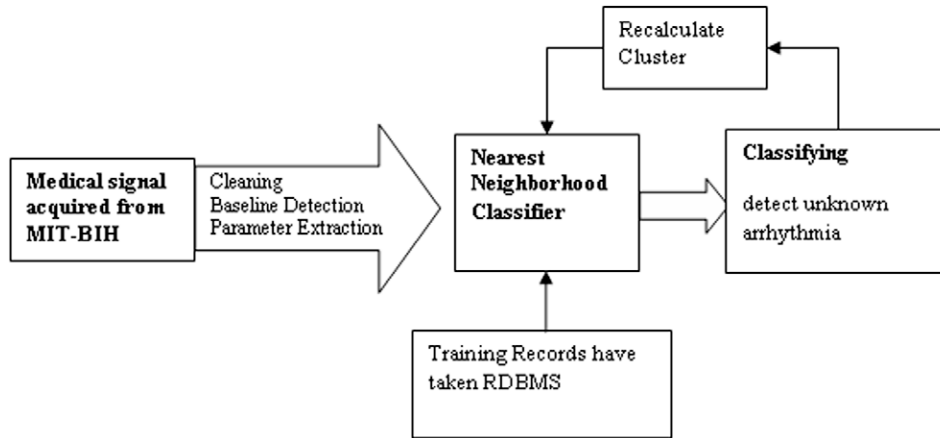 Recalculate
Cluster
Medical signal
acquired from
MIT-BIH
Cleaning
Baseline Detection
Parameter Extraction
Nearest
Neighborhood
Classifier
Classifying
detect unknown
arrhythmia
Training Records have
taken RDBMS